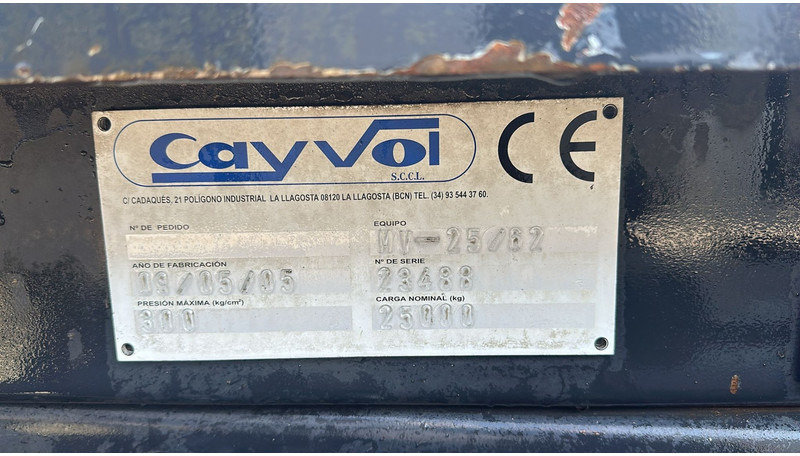 Cayvol
S.C.C.L.
CE
C/ CADAQUÉS, 21 POLÍGONO INDUSTRIAL LA LLAGOSTA 08120 LA LLAGOSTA (BCN) TEL. (34) 93 544 37 60.
Nº DE PEDIDO
EQUIPO
MV-25/62
AÑO DE FABRICACIÓN
09/05/05
Nº DE SERIE
23488
PRESIÓN MÁXIMA (kg/cm²)
300
CARGA NOMINAL (kg)
25000